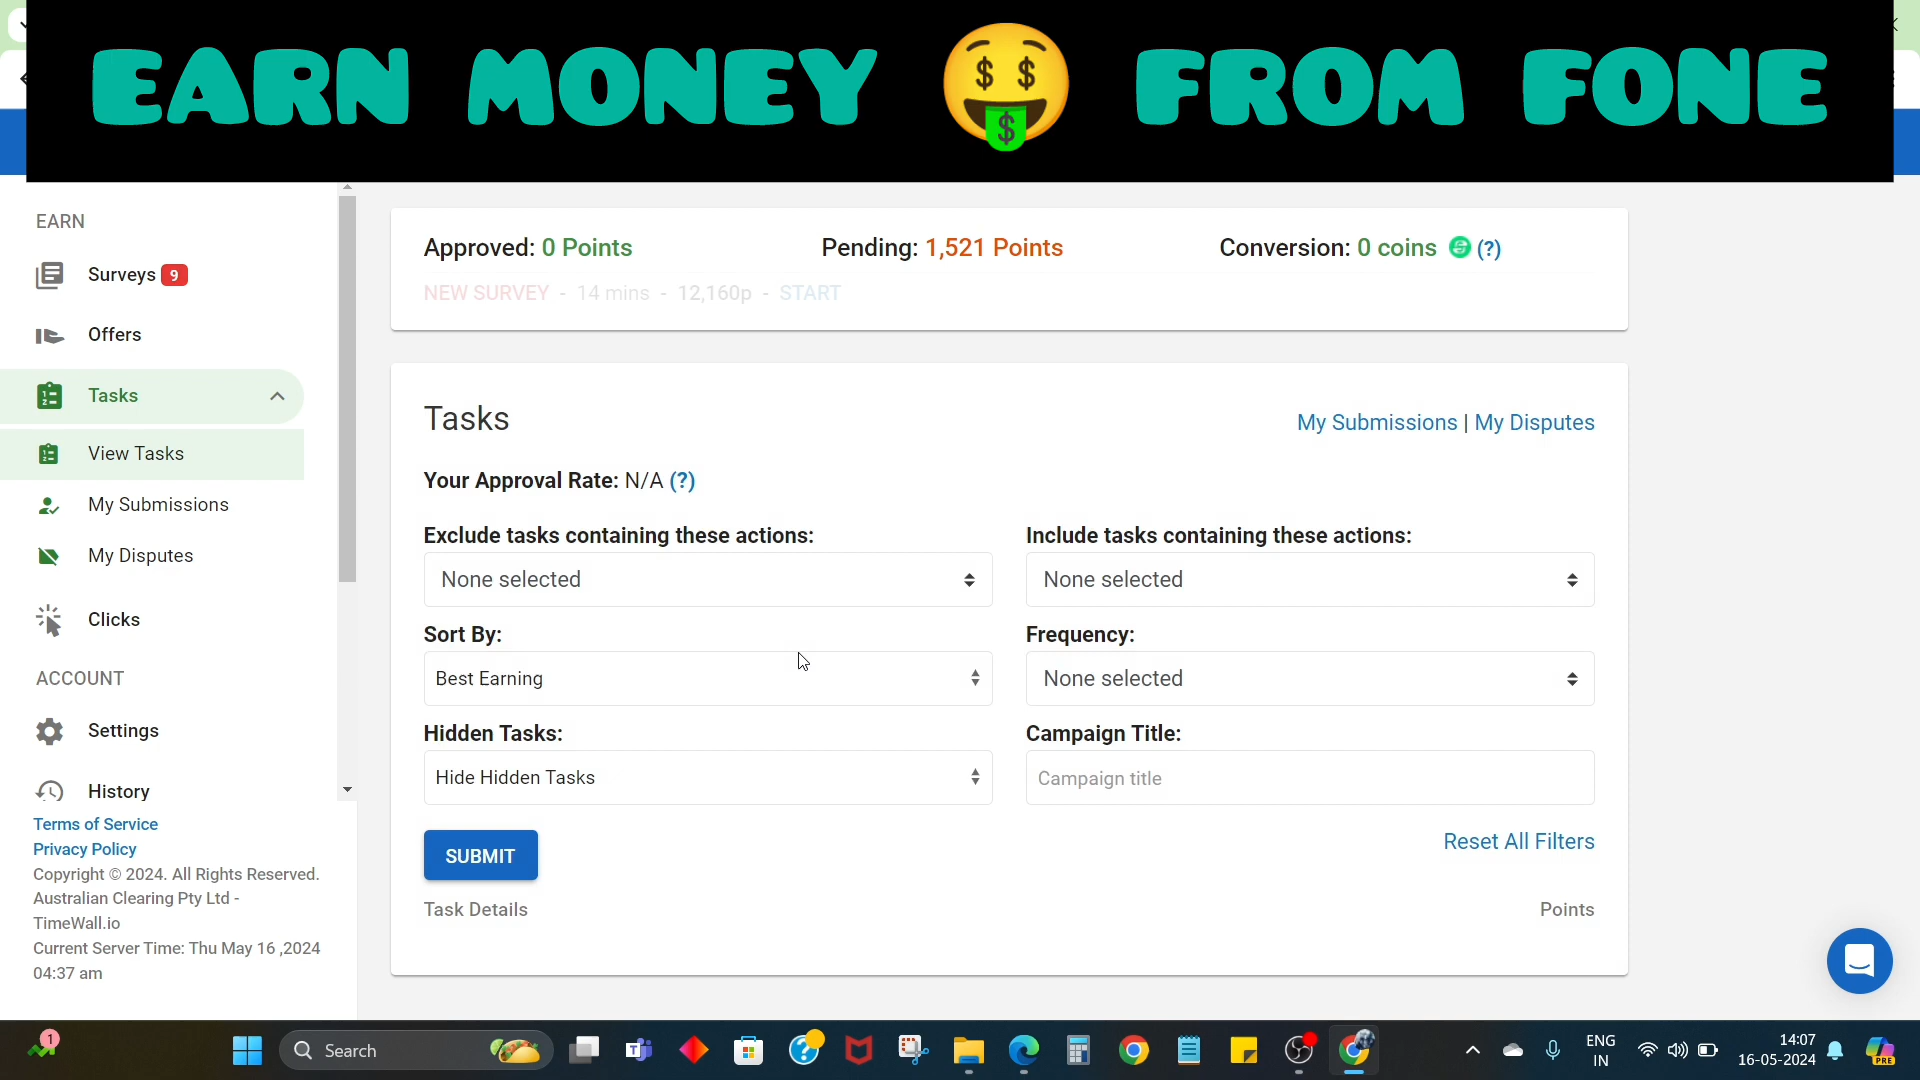 EARN MONEY 🤑 FROM FONE
EARN
Surveys 9
Offers
Tasks
View Tasks
My Submissions
My Disputes
Clicks
ACCOUNT
Settings
History
Terms of Service
Privacy Policy
Copyright © 2024. All Rights Reserved.
Australian Clearing Pty Ltd -
TimeWall.io
Current Server Time: Thu May 16 ,2024
04:37 am
Approved: 0 Points
Pending: 1,521 Points
Conversion: 0 coins (?)
NEW SURVEY - 14 mins - 12,160p - START
Tasks
My Submissions | My Disputes
Your Approval Rate: N/A (?)
Exclude tasks containing these actions:
None selected
Include tasks containing these actions:
None selected
Sort By:
Best Earning
Frequency:
None selected
Hidden Tasks:
Hide Hidden Tasks
Campaign Title:
Campaign title
SUBMIT
Reset All Filters
Task Details
Points
1
Search
ENG
IN
14:07
16-05-2024
PRE